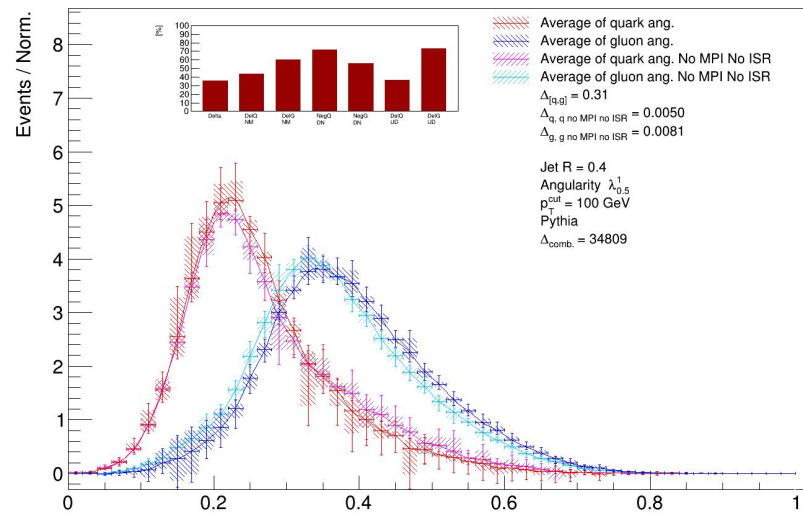 Events / Norm.
8
7
6
5
4
3
2
1
0
0
0.2
0.4
0.6
0.8
1
[%]
100
90
80
70
60
50
40
30
20
10
0
Delta
DelQ
NM
DelG
NM
NegQ
DN
NegG
DN
DelQ
UD
DelG
UD
Average of quark ang.
Average of gluon ang.
Average of quark ang. No MPI No ISR
Average of gluon ang. No MPI No ISR
Δ[q,g] = 0.31
Δq, q no MPI no ISR = 0.0050
Δg, g no MPI no ISR = 0.0081
Jet R = 0.4
Angularity λ¹0.5
pTcut = 100 GeV
Pythia
Δcomb. = 34809